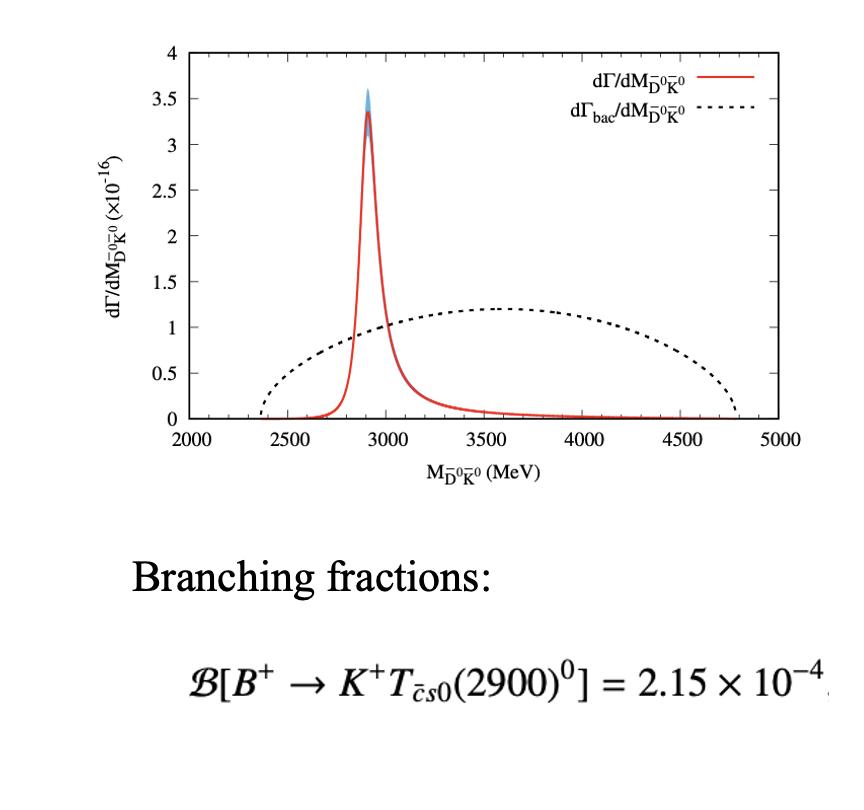 4
3.5
3
2.5
2
1.5
1
0.5
0
dΓ/dM_{D̄⁰K̄⁰} (×10⁻¹⁶)
dΓ/dM_{D̄⁰K̄⁰}
dΓ_{bac}/dM_{D̄⁰K̄⁰}
2000 2500 3000 3500 4000 4500 5000
M_{D̄⁰K̄⁰} (MeV)
Branching fractions:
ℬ[B⁺ → K⁺T_{c̄s0}(2900)⁰] = 2.15 × 10⁻⁴